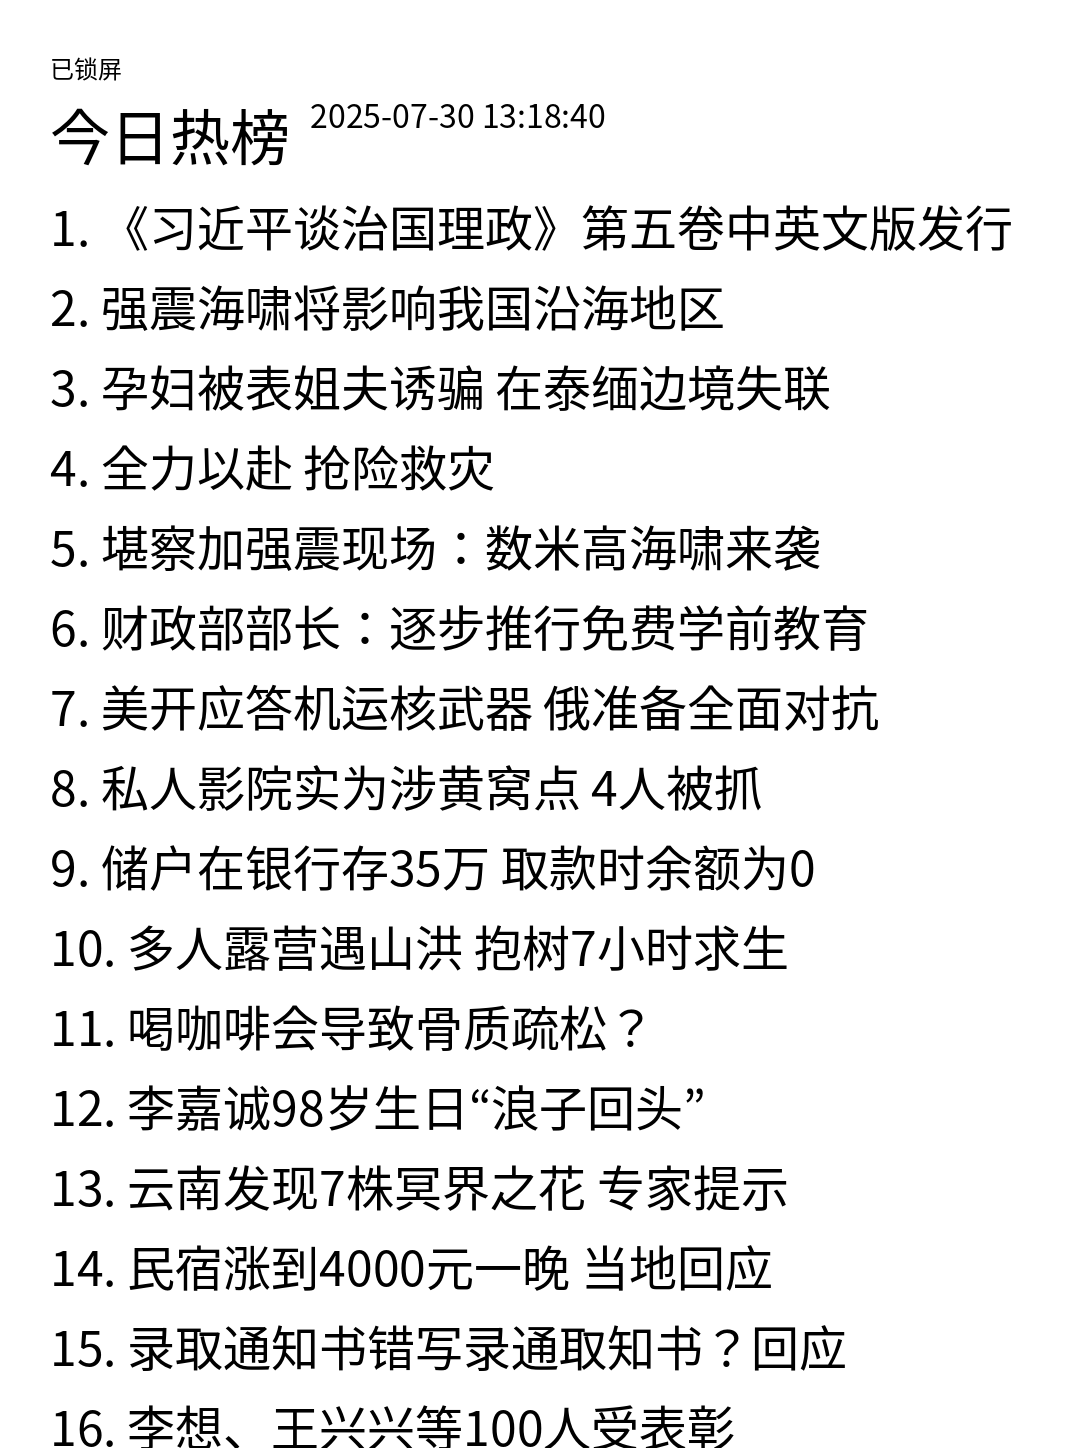 已锁屏
今日热榜 2025-07-30 13:18:40
1. 《习近平谈治国理政》第五卷中英文版发行
2. 强震海啸将影响我国沿海地区
3. 孕妇被表姐夫诱骗 在泰缅边境失联
4. 全力以赴 抢险救灾
5. 堪察加强震现场：数米高海啸来袭
6. 财政部部长：逐步推行免费学前教育
7. 美开应答机运核武器 俄准备全面对抗
8. 私人影院实为涉黄窝点 4人被抓
9. 储户在银行存35万 取款时余额为0
10. 多人露营遇山洪 抱树7小时求生
11. 喝咖啡会导致骨质疏松？
12. 李嘉诚98岁生日“浪子回头”
13. 云南发现7株冥界之花 专家提示
14. 民宿涨到4000元一晚 当地回应
15. 录取通知书错写录通取知书？回应
16. 李想、王兴兴等100人受表彰